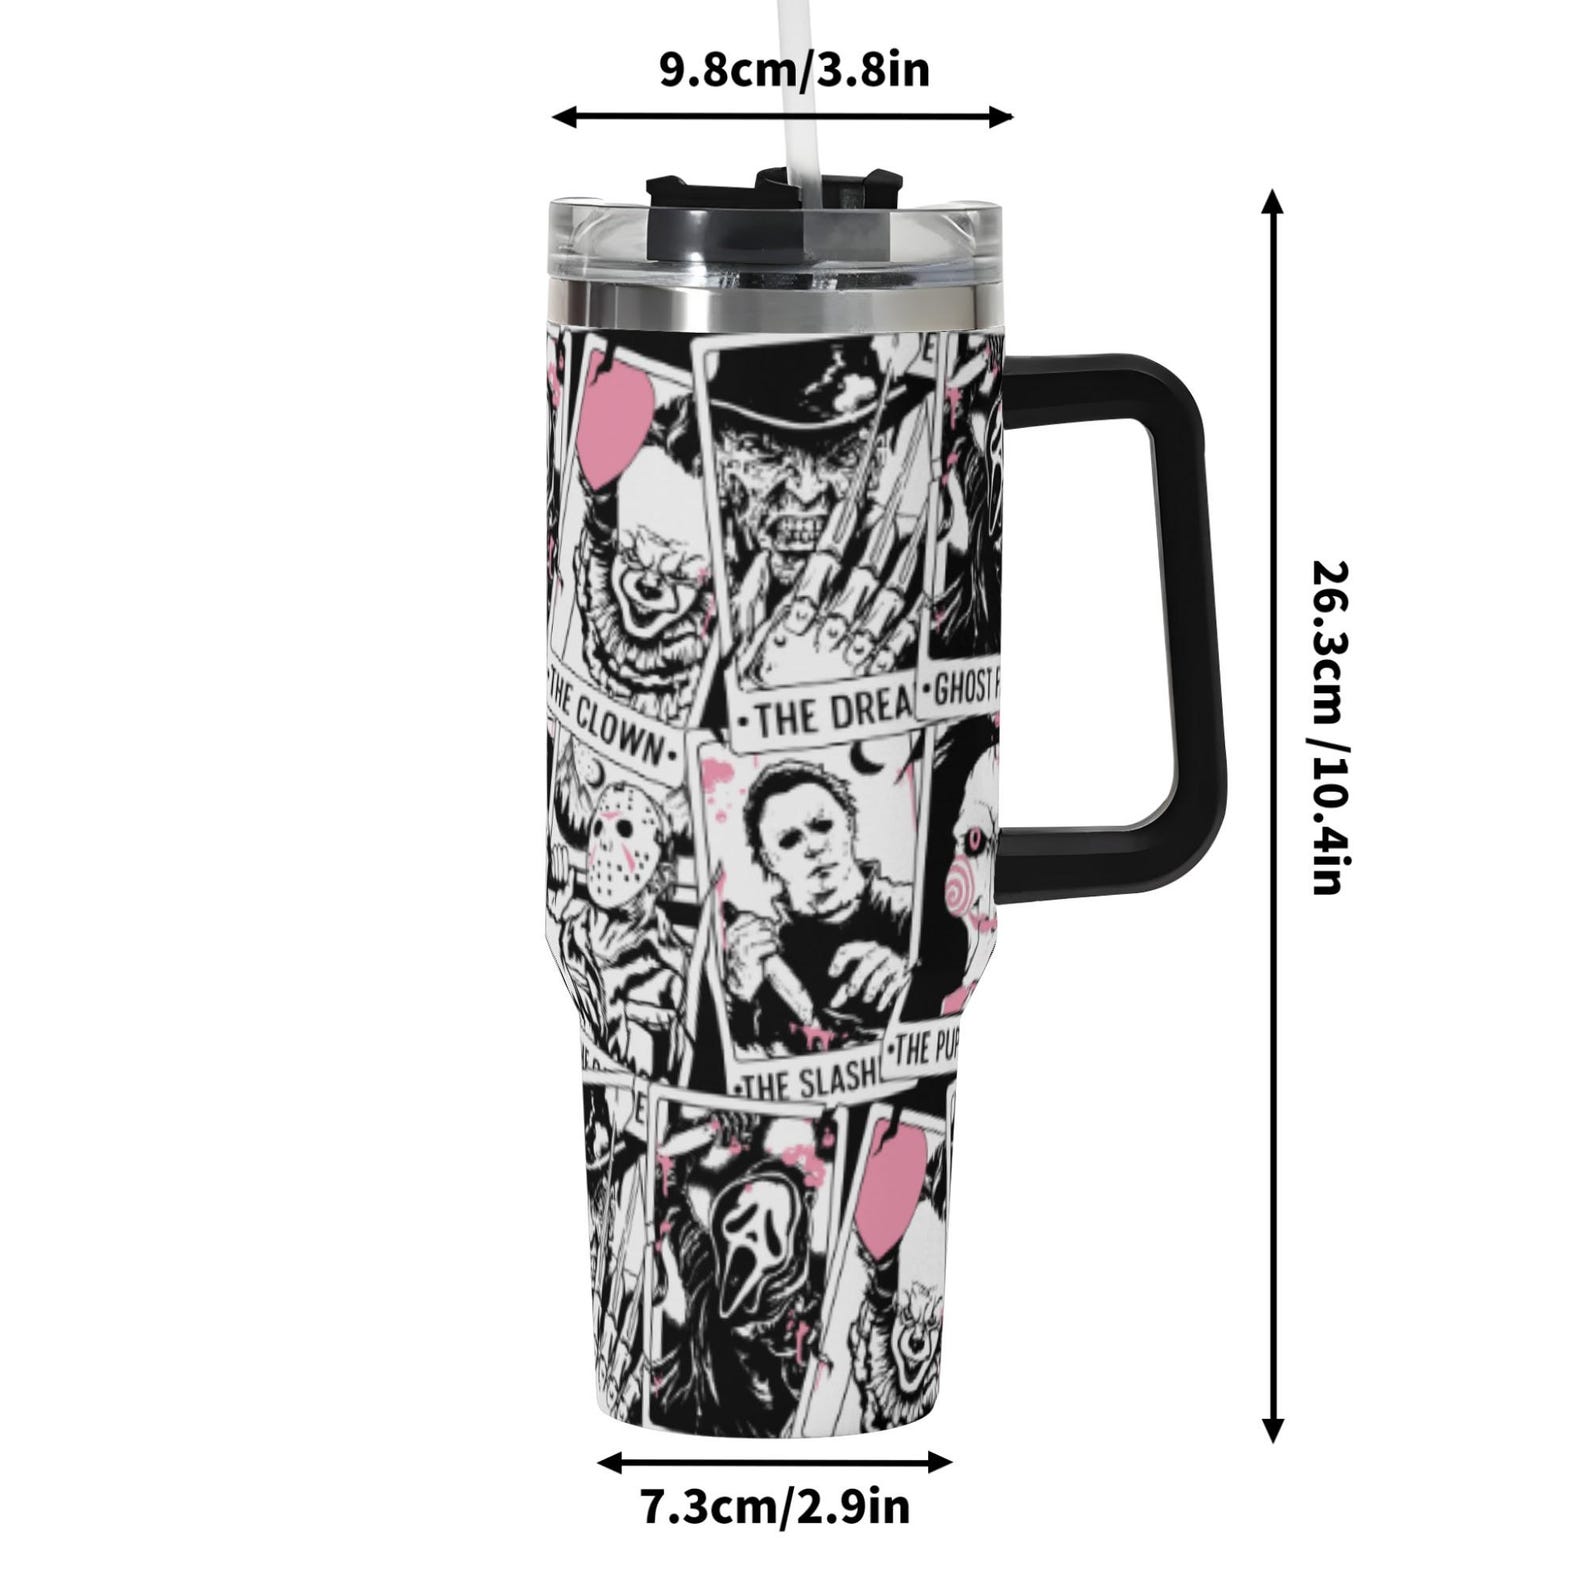 9.8cm/3.8in
E
·THE CLOWN·
·THE DREA
·GHOST F
26.3cm /10.4in
·THE SLASH
·THE PUP
E
7.3cm/2.9in